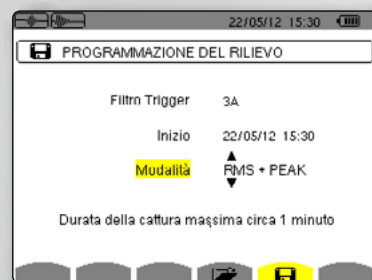 22/05/12 15:30
PROGRAMMAZIONE DEL RILIEVO
Filtro Trigger 3A
Inizio 22/05/12 15:30
Modalità RMS + PEAK
Durata della cattura massima circa 1 minuto